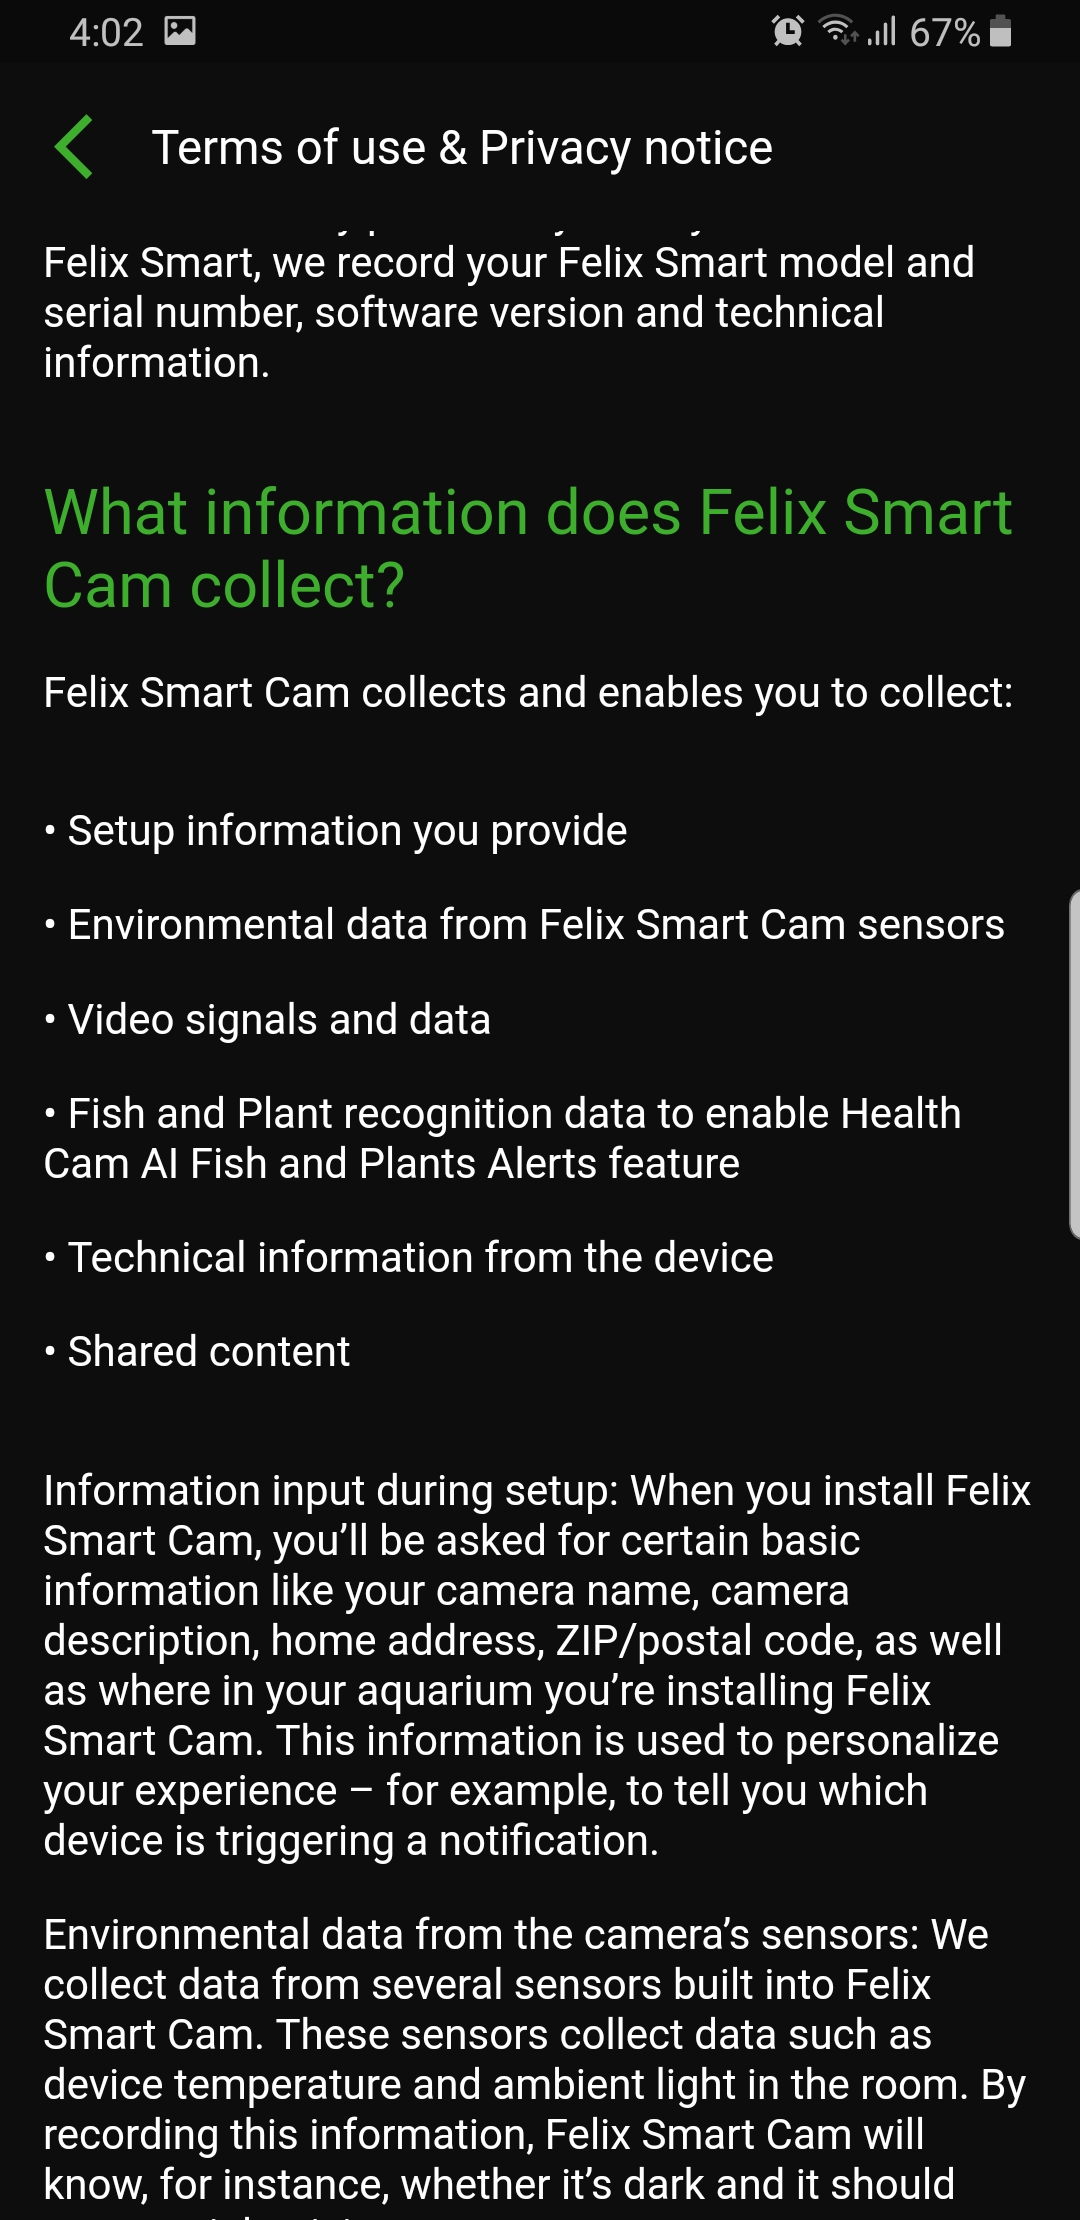 4:02
67%
Terms of use & Privacy notice
Felix Smart, we record your Felix Smart model and
serial number, software version and technical
information.
What information does Felix Smart
Cam collect?
Felix Smart Cam collects and enables you to collect:
• Setup information you provide
• Environmental data from Felix Smart Cam sensors
• Video signals and data
• Fish and Plant recognition data to enable Health
Cam AI Fish and Plants Alerts feature
• Technical information from the device
• Shared content
Information input during setup: When you install Felix
Smart Cam, you’ll be asked for certain basic
information like your camera name, camera
description, home address, ZIP/postal code, as well
as where in your aquarium you’re installing Felix
Smart Cam. This information is used to personalize
your experience – for example, to tell you which
device is triggering a notification.
Environmental data from the camera’s sensors: We
collect data from several sensors built into Felix
Smart Cam. These sensors collect data such as
device temperature and ambient light in the room. By
recording this information, Felix Smart Cam will
know, for instance, whether it’s dark and it should